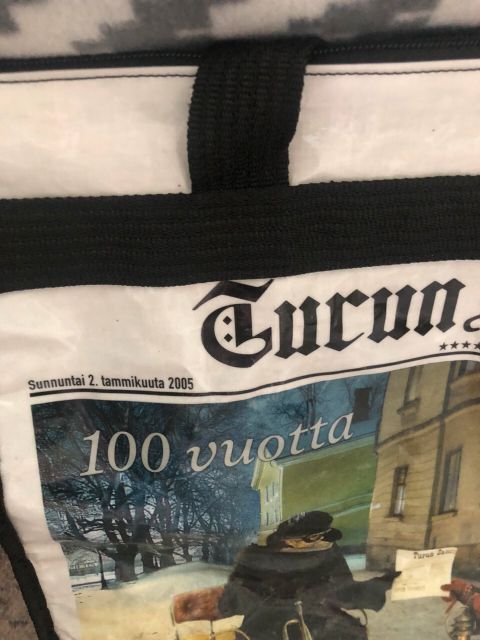 Turun
Sunnuntai 2. tammikuuta 2005
100 vuotta